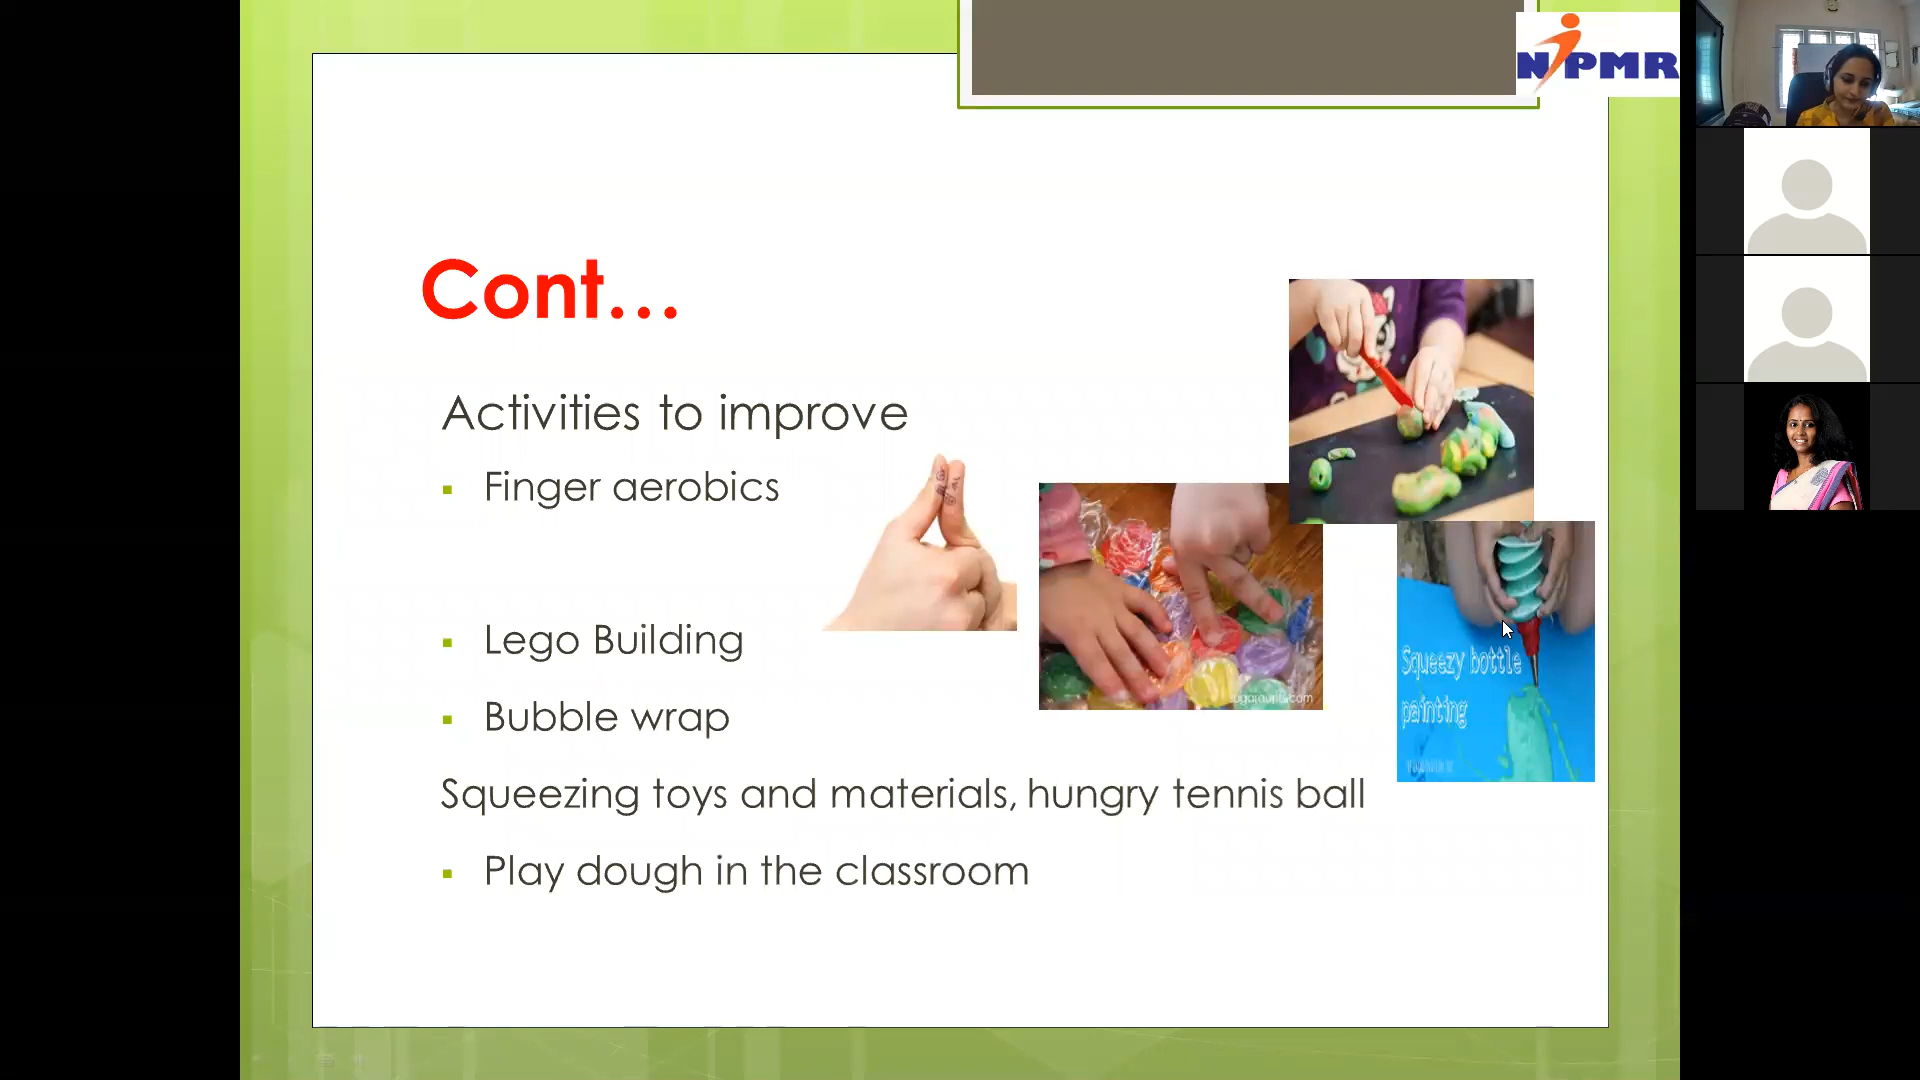 NIPMR
Cont...
Activities to improve
Finger aerobics
Lego Building
Bubble wrap
Squeezing toys and materials, hungry tennis ball
Play dough in the classroom
Squeezy bottle
painting